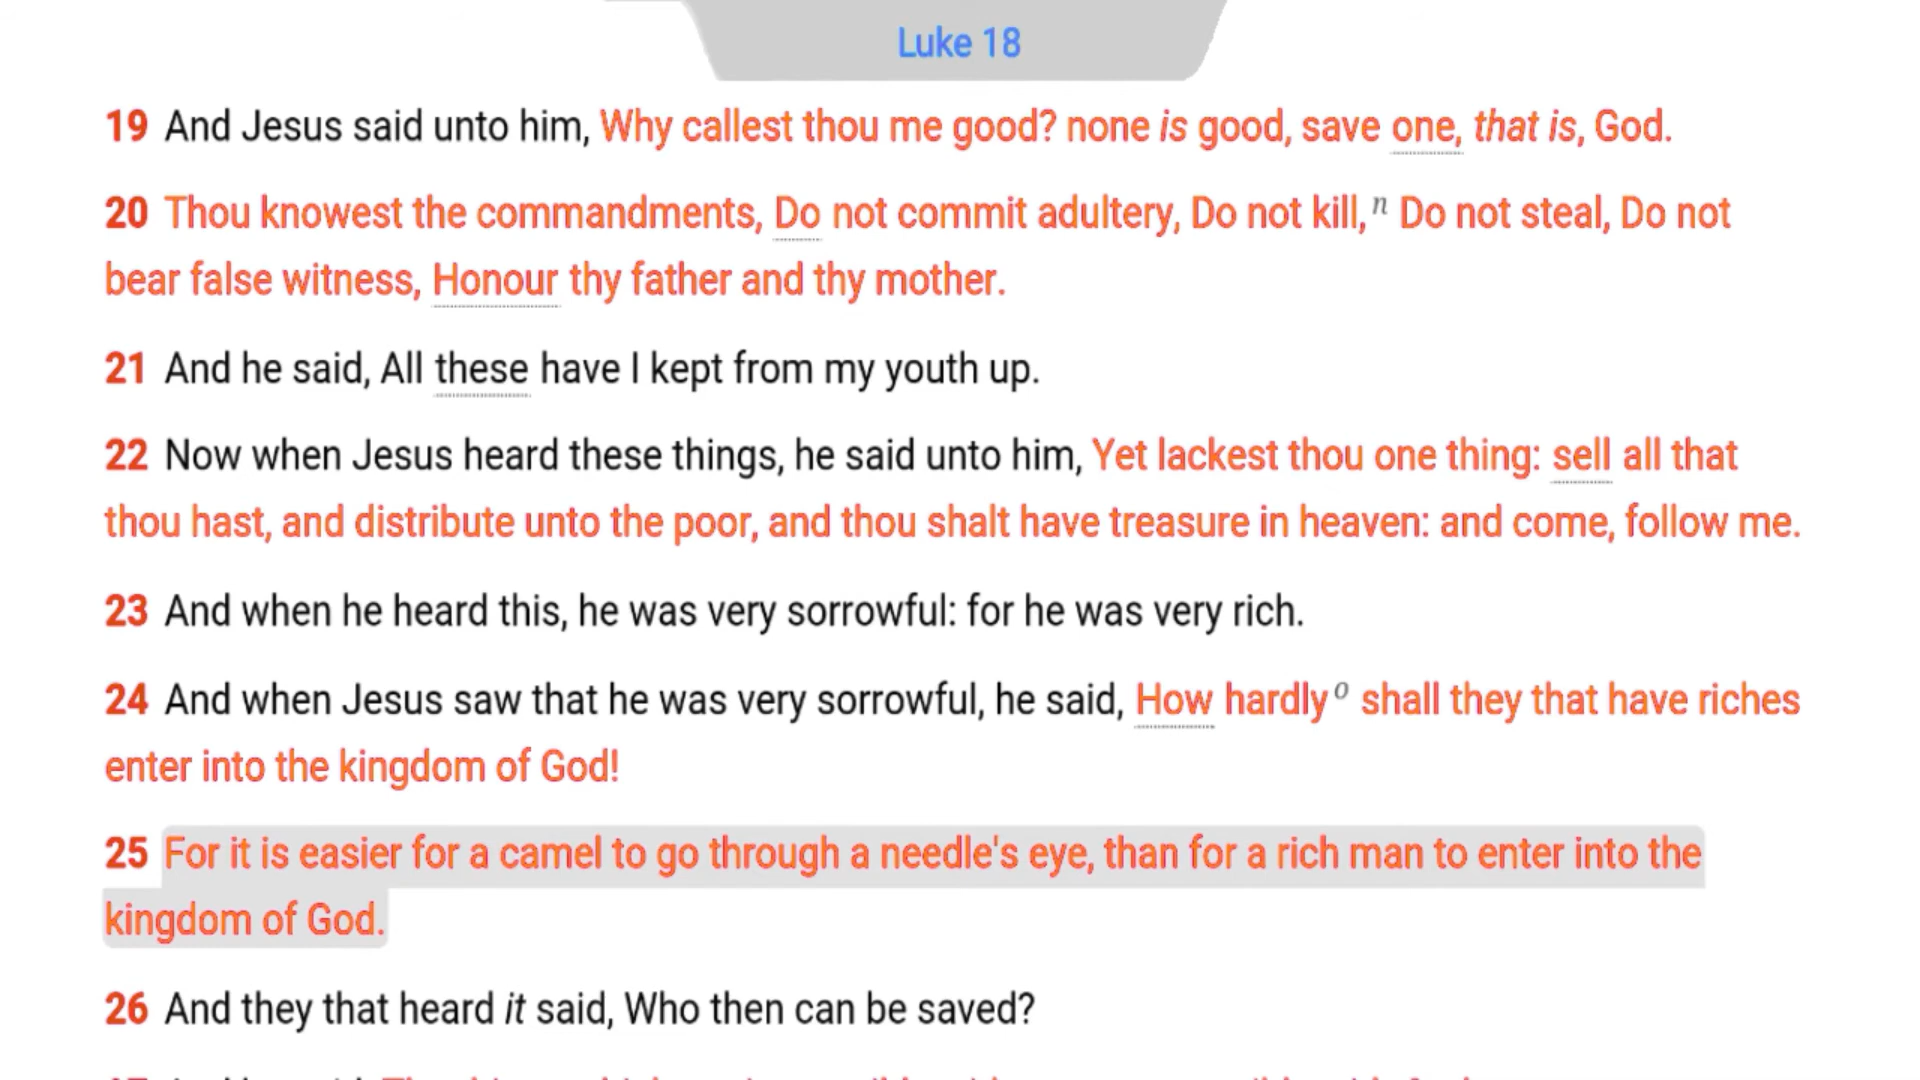 Luke 18
19 And Jesus said unto him, Why callest thou me good? none is good, save one, that is, God.
20 Thou knowest the commandments, Do not commit adultery, Do not kill,ⁿ Do not steal, Do not
bear false witness, Honour thy father and thy mother.
21 And he said, All these have I kept from my youth up.
22 Now when Jesus heard these things, he said unto him, Yet lackest thou one thing: sell all that
thou hast, and distribute unto the poor, and thou shalt have treasure in heaven: and come, follow me.
23 And when he heard this, he was very sorrowful: for he was very rich.
24 And when Jesus saw that he was very sorrowful, he said, How hardlyᵒ shall they that have riches
enter into the kingdom of God!
25 For it is easier for a camel to go through a needle's eye, than for a rich man to enter into the
kingdom of God.
26 And they that heard it said, Who then can be saved?